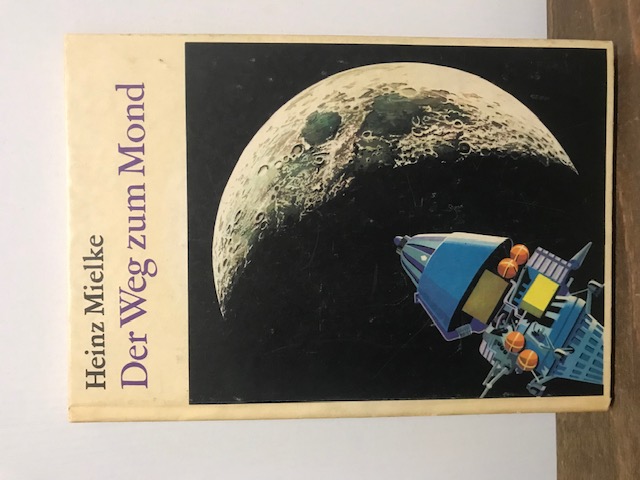 Heinz Mielke
Der Weg zum Mond